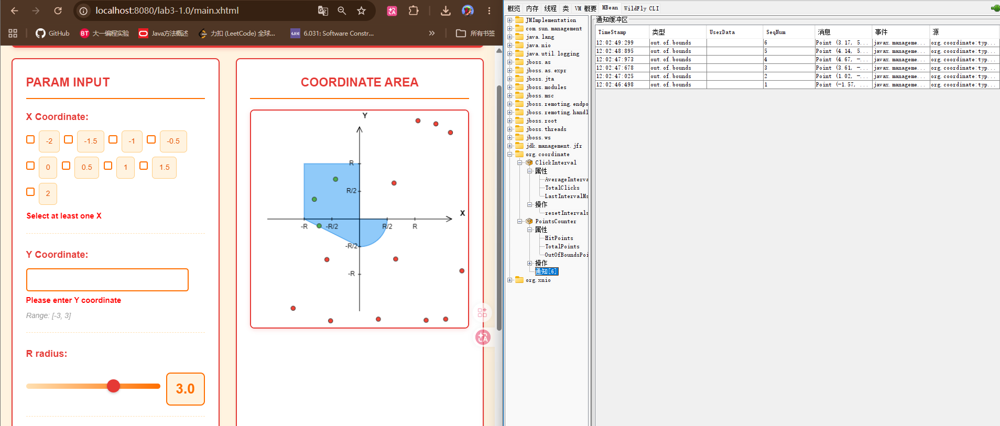 localhost:8080/lab3-1.0/main.xhtml
GitHub
大一编程实验
Java方法概述
力扣 (LeetCode) 全球...
6.031: Software Constr...
所有书签
PARAM INPUT
X Coordinate:
-2 -1.5 -1 -0.5
0 0.5 1 1.5
2
Select at least one X
Y Coordinate:
Please enter Y coordinate
Range: [-3, 3]
R radius:
3.0
COORDINATE AREA
Y
R
R/2
X
-R -R/2 R/2 R
-R/2
-R
概览 内存 线程 类 VM 概要 MBean WildFly CLI
JMImplementation
com.sun.management
java.lang
java.nio
java.util.logging
jboss.as
jboss.as.expr
jboss.jta
jboss.modules
jboss.msc
jboss.remoting.endpo
jboss.remoting.handl
jboss.root
jboss.threads
jboss.ws
jdk.management.jfr
org.coordinate
ClickInterval
属性
AverageInterva
TotalClicks
LastIntervalMs
操作
resetIntervals
PointsCounter
属性
HitPoints
TotalPoints
OutOfBoundsPoi
操作
通知[6]
org.xnio
通知缓冲区
TimeStamp 类型 UserData SeqNum 消息 事件 源
12:02:49:299 out.of.bounds 6 Point (3.17, 5... javax.manageme... org.coordinate:typ...
12:02:48:895 out.of.bounds 5 Point (4.14, 5... javax.manageme... org.coordinate:typ...
12:02:47:973 out.of.bounds 4 Point (4.67, -... javax.manageme... org.coordinate:typ...
12:02:47:678 out.of.bounds 3 Point (3.61, -... javax.manageme... org.coordinate:typ...
12:02:47:025 out.of.bounds 2 Point (1.02, -... javax.manageme... org.coordinate:typ...
12:02:46:498 out.of.bounds 1 Point (-1.57, ... javax.manageme... org.coordinate:typ...